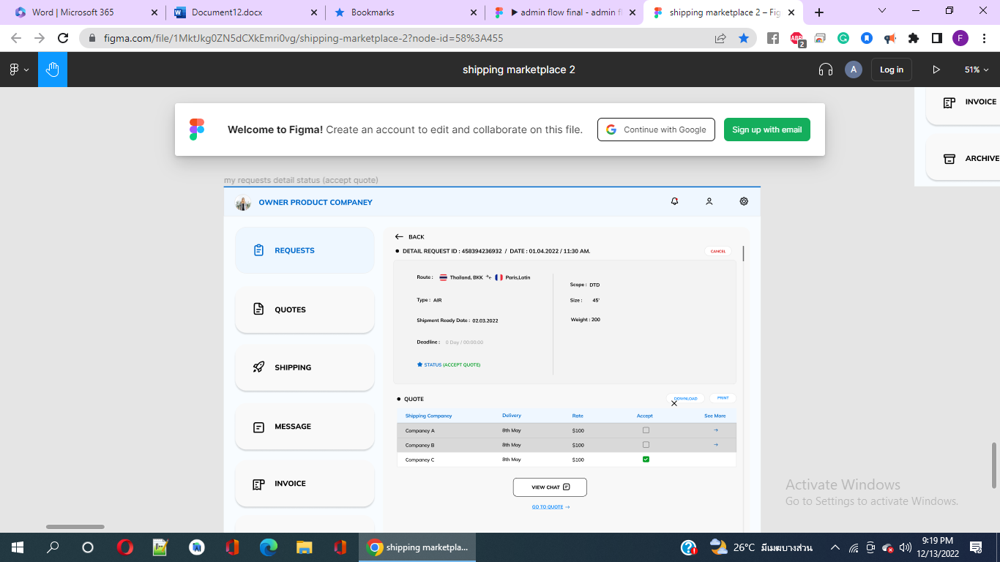 Word | Microsoft 365
Document12.docx
Bookmarks
admin flow final - admin fl
shipping marketplace 2 – Fig
figma.com/file/1MktJkg0ZN5dCXkEmri0vg/shipping-marketplace-2?node-id=58%3A455
ABP
2
F
shipping marketplace 2
A
Log in
51%
Welcome to Figma! Create an account to edit and collaborate on this file.
Continue with Google
Sign up with email
INVOICE
ARCHIVE
my requests detail status (accept quote)
OWNER PRODUCT COMPANEY
REQUESTS
QUOTES
SHIPPING
MESSAGE
INVOICE
BACK
DETAIL REQUEST ID : 458394236932 / DATE : 01.04.2022 / 11:30 AM.
CANCEL
Route : Thailand, BKK Paris,Latin
Type : AIR
Shipment Ready Date : 02.03.2022
Deadline : 0 Day / 00:00:00
STATUS (ACCEPT QUOTE)
Scope : DTD
Size : 45'
Weight : 200
QUOTE
DOWNLOAD
PRINT
Shipping Companey Delivery Rate Accept See More
Companey A 8th May $100
Companey B 8th May $100
Companey C 8th May $100
VIEW CHAT
GO TO QUOTE
Activate Windows
Go to Settings to activate Windows.
shipping marketpla...
26°C มีเมฆบางส่วน
9:19 PM
12/13/2022